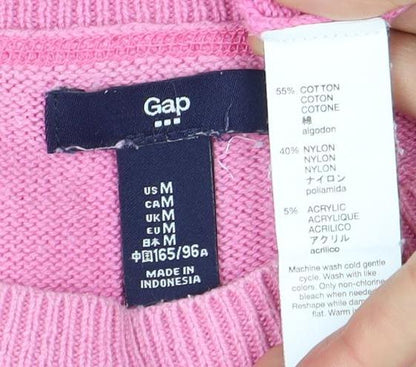 Gap
US M
CA M
UK M
EU M
日本 M
中国 165/96A
MADE IN
INDONESIA
55% COTTON
COTON
COTONE
綿
algodon
40% NYLON
NYLON
NYLON
ナイロン
poliamida
5% ACRYLIC
ACRYLIQUE
ACRILICO
アクリル
acrilico
Machine wash cold gentle
cycle. Wash with like
colors. Only non-chlorine
bleach when needed
Reshape while damp
flat